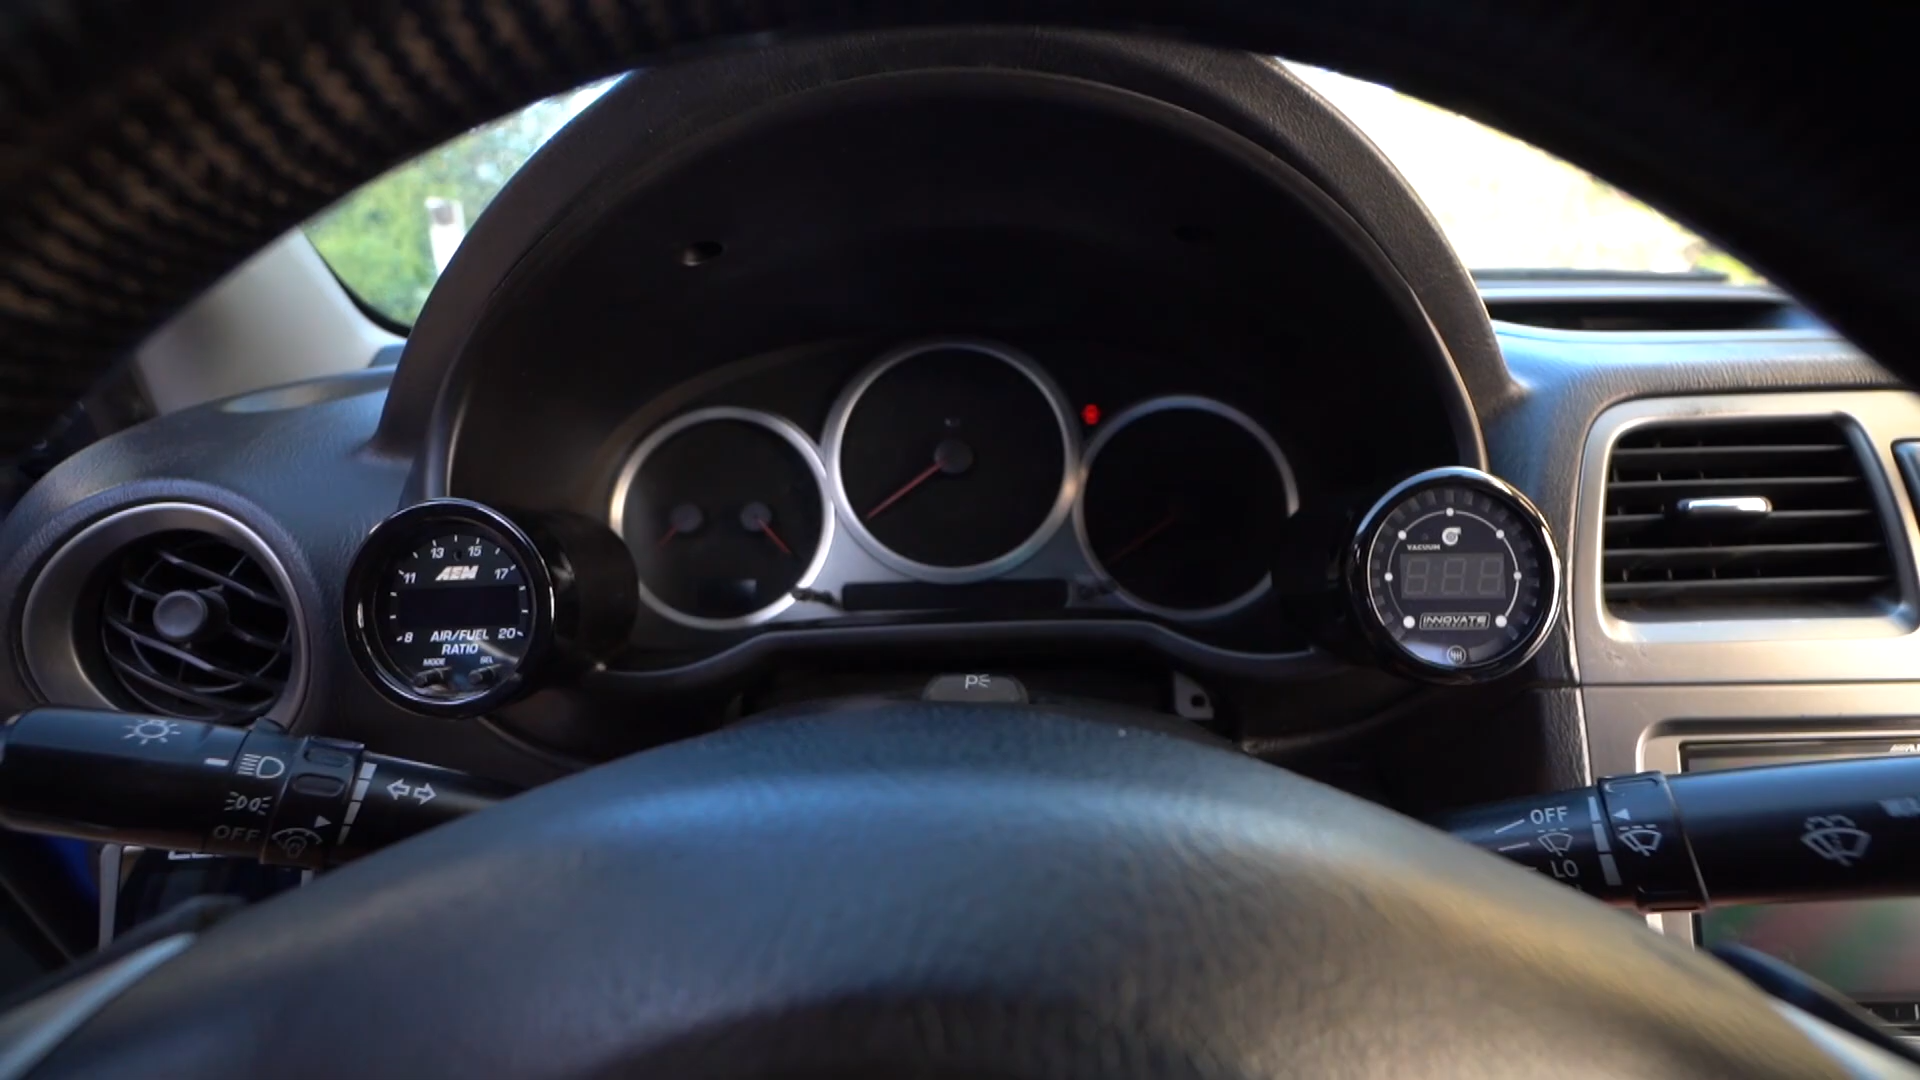 13 15
11 17
AEM
8 20
AIR/FUEL
RATIO
MODE SEL
VACUUM
INNOVATE
P
OFF
OFF
LO